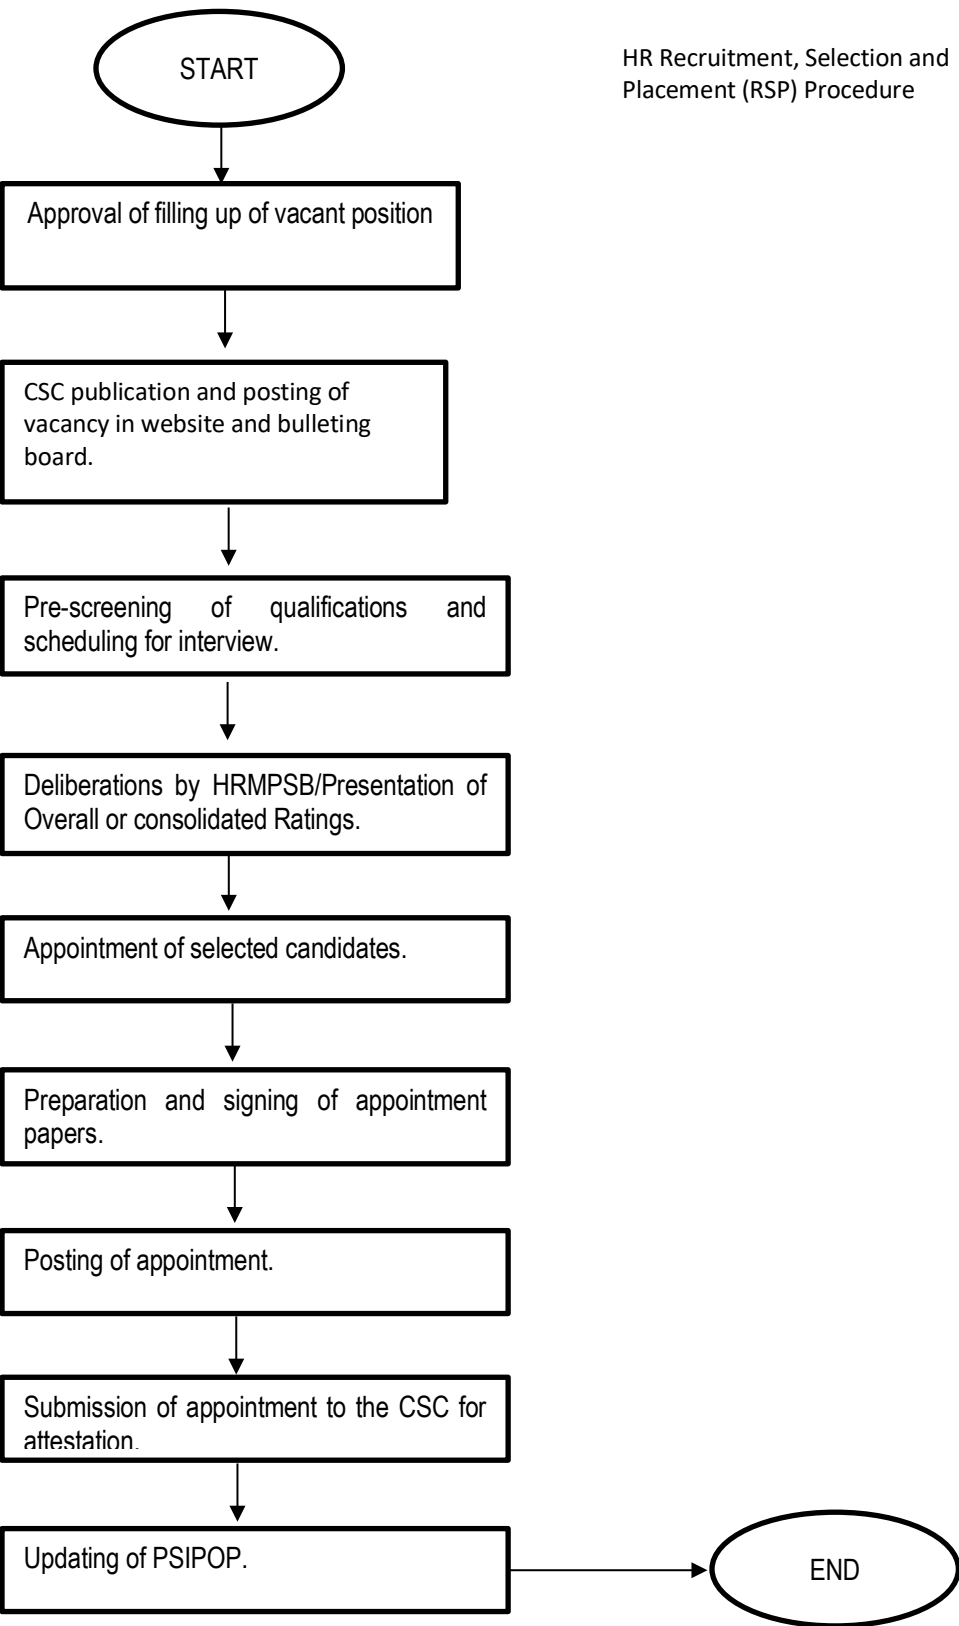 START
HR Recruitment, Selection and
Placement (RSP) Procedure
Approval of filling up of vacant position
CSC publication and posting of
vacancy in website and bulleting
board.
Pre-screening of qualifications and
scheduling for interview.
Deliberations by HRMPSB/Presentation of
Overall or consolidated Ratings.
Appointment of selected candidates.
Preparation and signing of appointment
papers.
Posting of appointment.
Submission of appointment to the CSC for
attestation.
Updating of PSIPOP.
END